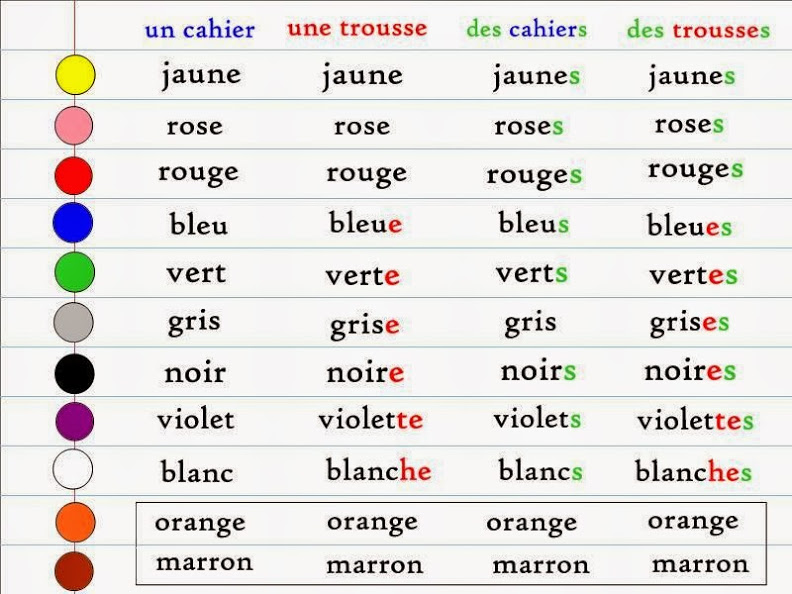 un cahier une trousse des cahiers des trousses
jaune jaune jaunes jaunes
rose rose roses roses
rouge rouge rouges rouges
bleu bleue bleus bleues
vert verte verts vertes
gris grise gris grises
noir noire noirs noires
violet violette violets violettes
blanc blanche blancs blanches
orange orange orange orange
marron marron marron marron